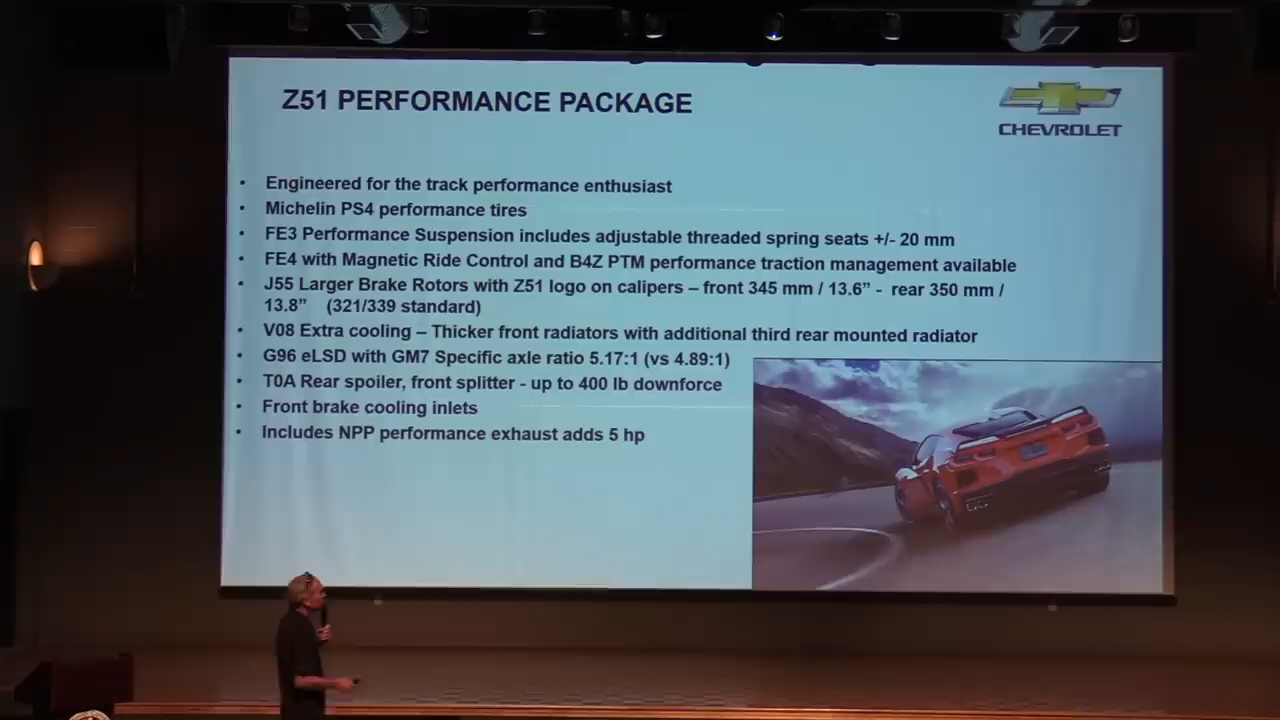 Z51 PERFORMANCE PACKAGE
CHEVROLET
• Engineered for the track performance enthusiast
• Michelin PS4 performance tires
• FE3 Performance Suspension includes adjustable threaded spring seats +/- 20 mm
• FE4 with Magnetic Ride Control and B4Z PTM performance traction management available
• J55 Larger Brake Rotors with Z51 logo on calipers – front 345 mm / 13.6” - rear 350 mm /
13.8” (321/339 standard)
• V08 Extra cooling – Thicker front radiators with additional third rear mounted radiator
• G96 eLSD with GM7 Specific axle ratio 5.17:1 (vs 4.89:1)
• T0A Rear spoiler, front splitter - up to 400 lb downforce
• Front brake cooling inlets
• Includes NPP performance exhaust adds 5 hp